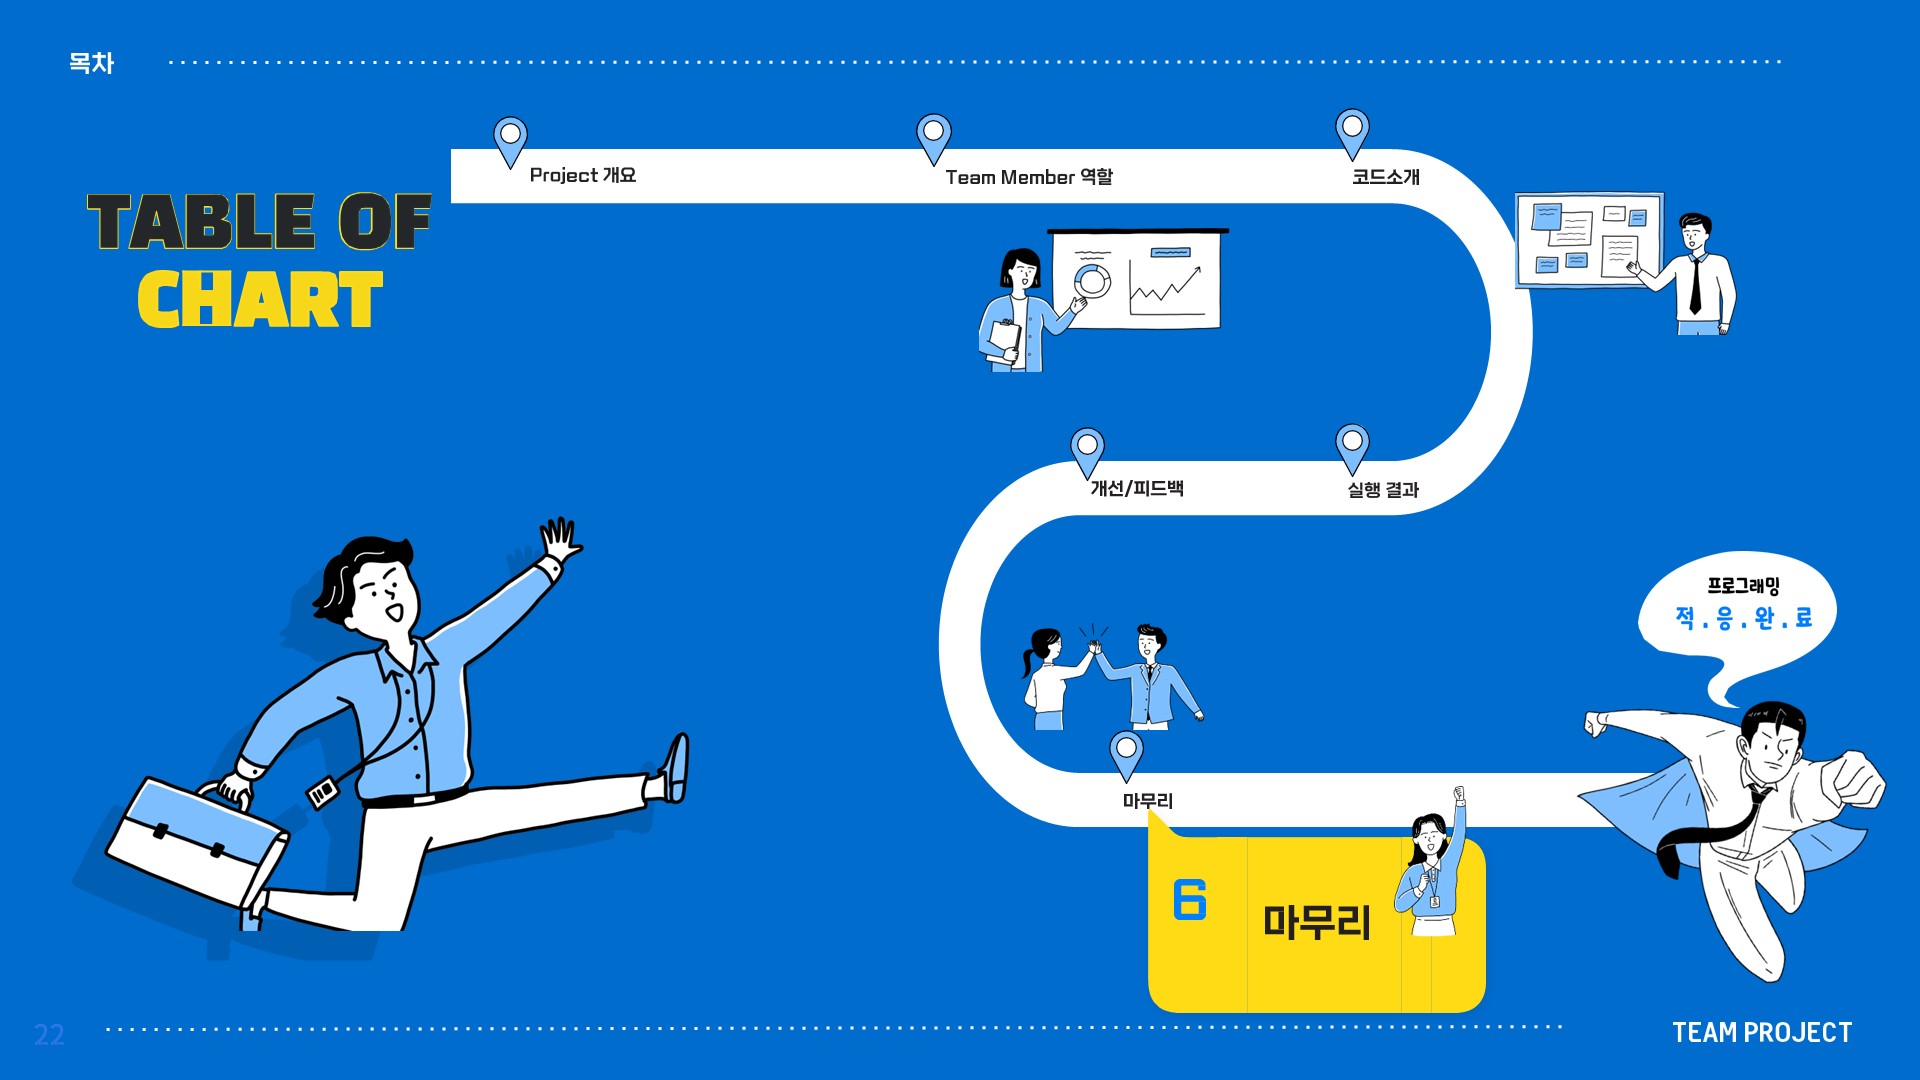 목차
TABLE OF
CHART
Project 개요
Team Member 역할
코드소개
개선/피드백
실행 결과
프로그래밍
적.응.완.료
마무리
6
마무리
22
TEAM PROJECT